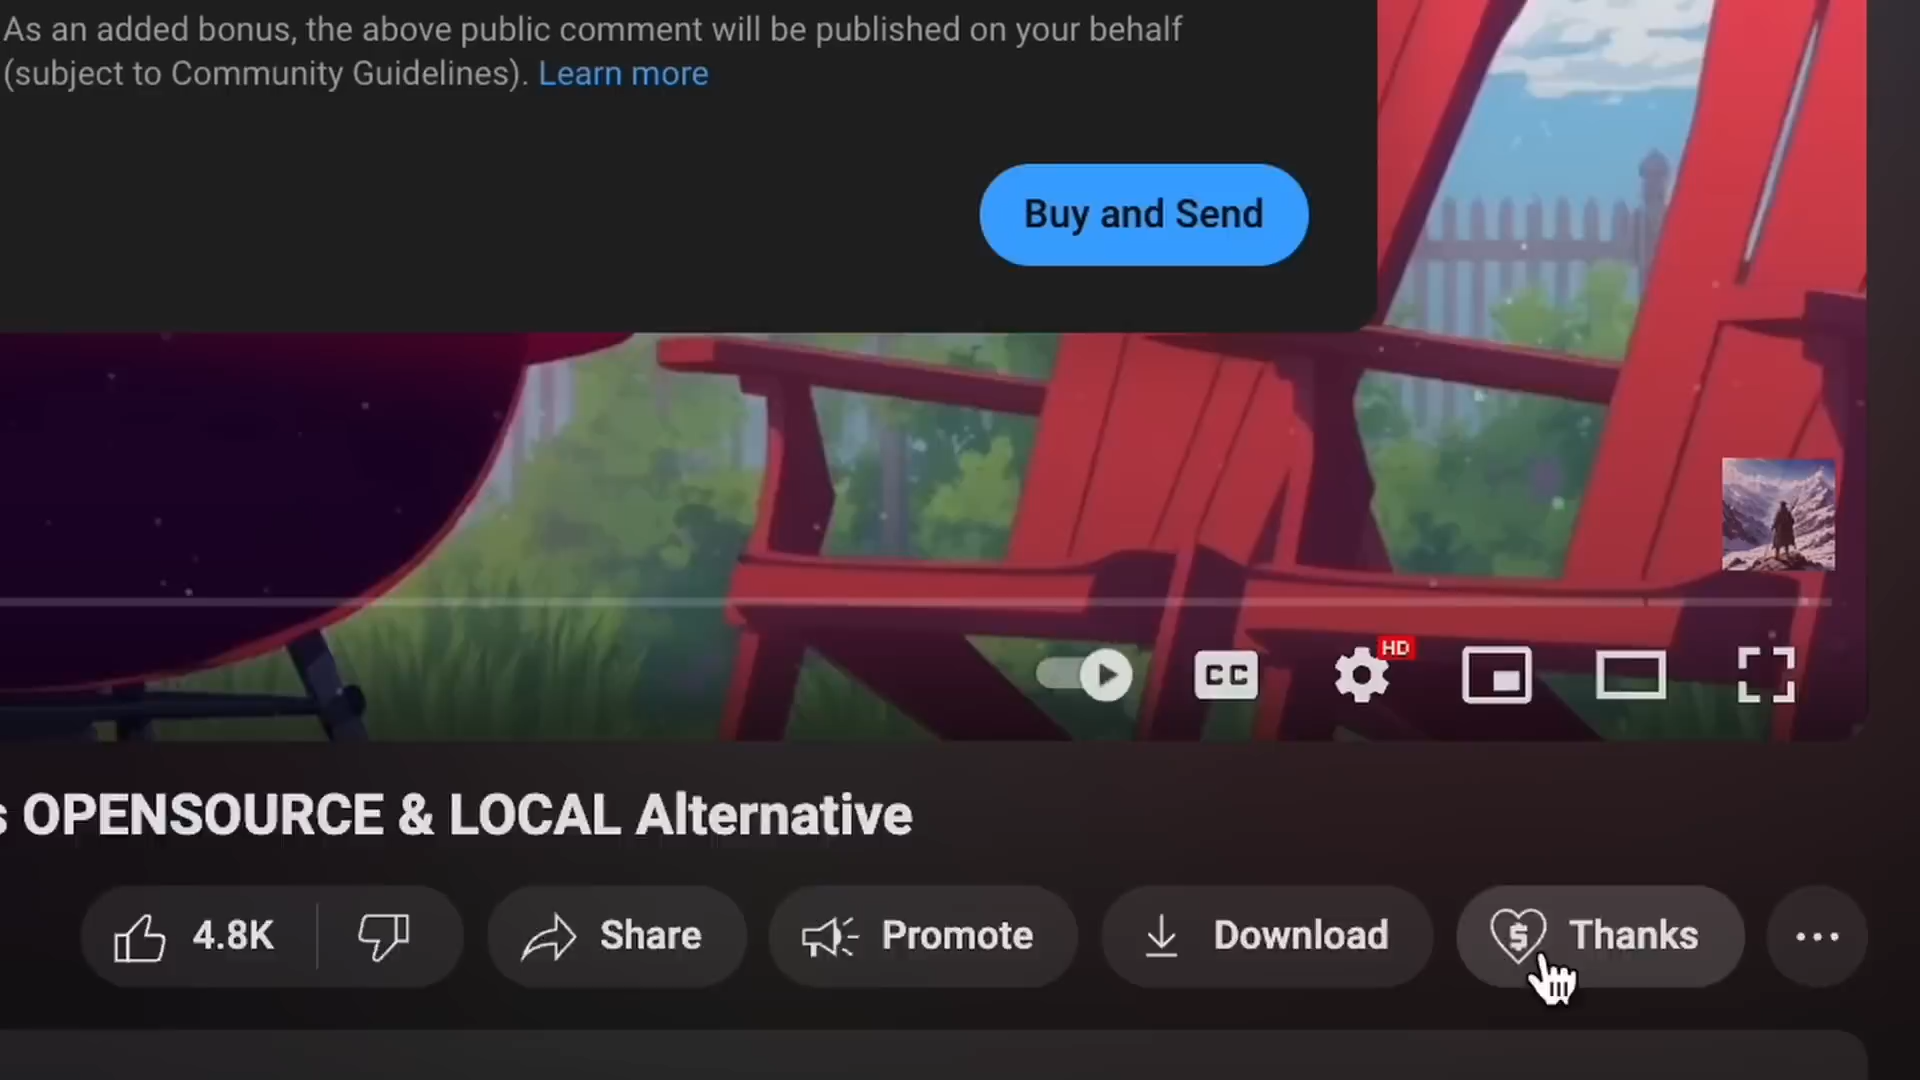 As an added bonus, the above public comment will be published on your behalf
(subject to Community Guidelines). Learn more
Buy and Send
CC
HD
s OPENSOURCE & LOCAL Alternative
4.8K
Share
Promote
Download
$ Thanks